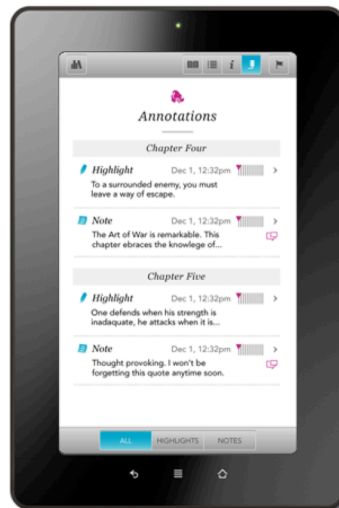 i
Annotations
Chapter Four
Highlight Dec 1, 12:32pm
To a surrounded enemy, you must
leave a way of escape.
Note Dec 1, 12:32pm
The Art of War is remarkable. This
chapter ebraces the knowlege of...
Chapter Five
Highlight Dec 1, 12:32pm
One defends when his strength is
inadaquate, he attacks when it is...
Note Dec 1, 12:32pm
Thought provoking. I won't be
forgetting this quote anytime soon.
ALL HIGHLIGHTS NOTES